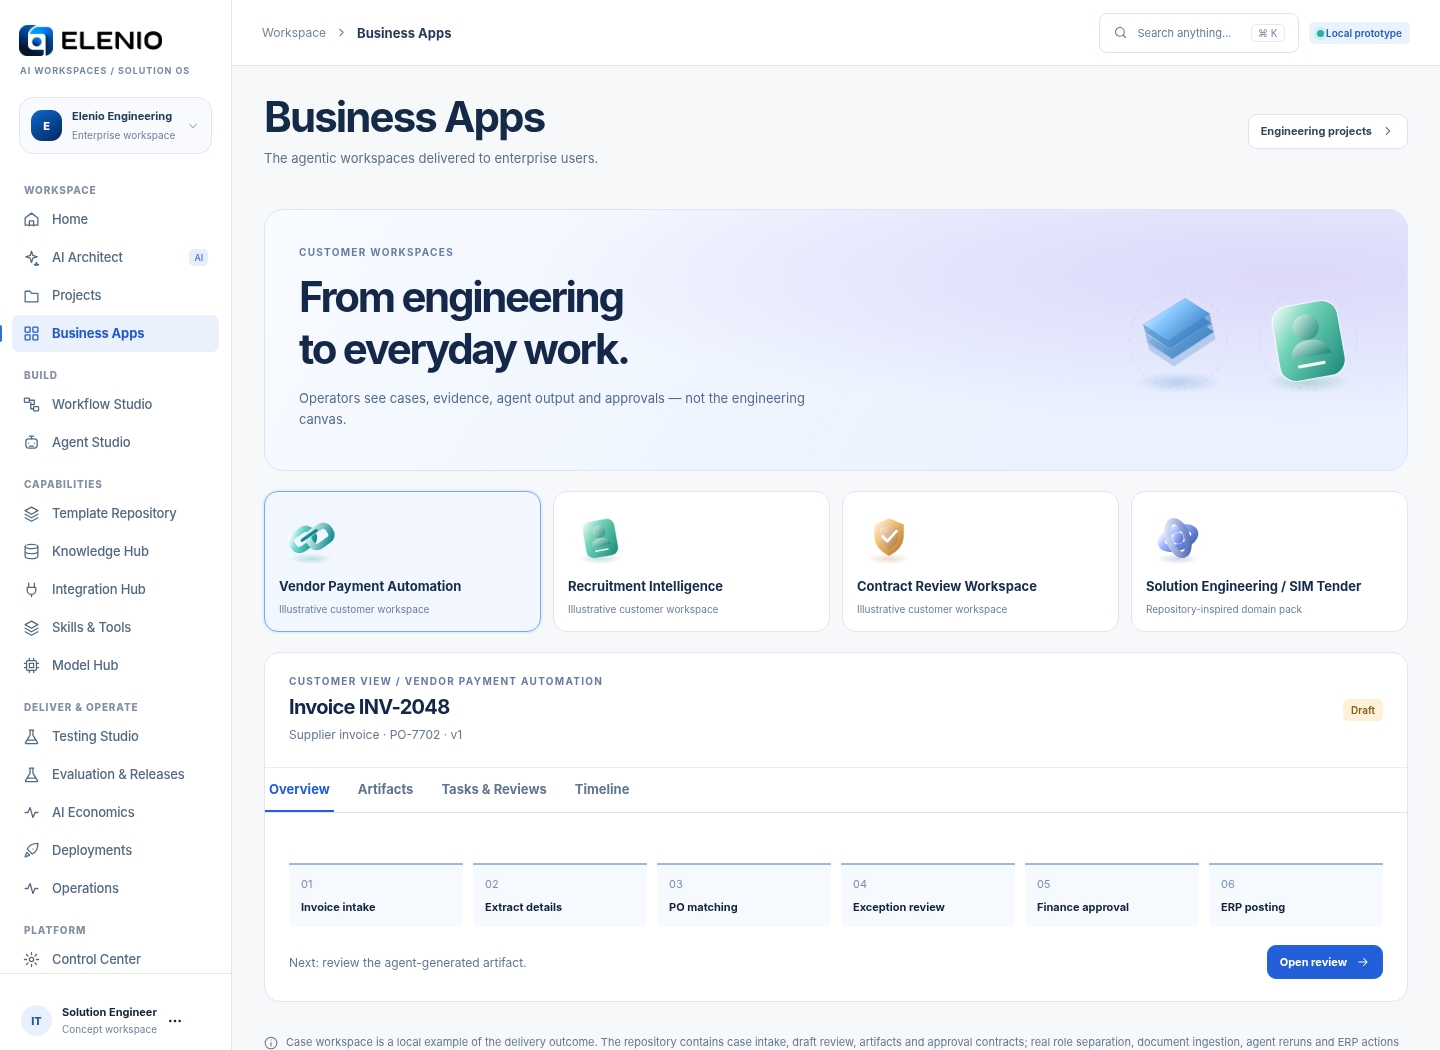 ELENIO
AI WORKSPACES / SOLUTION OS
E
Elenio Engineering
Enterprise workspace
WORKSPACE
Home
AI Architect
AI
Projects
Business Apps
BUILD
Workflow Studio
Agent Studio
CAPABILITIES
Template Repository
Knowledge Hub
Integration Hub
Skills & Tools
Model Hub
DELIVER & OPERATE
Testing Studio
Evaluation & Releases
AI Economics
Deployments
Operations
PLATFORM
Control Center
IT
Solution Engineer
Concept workspace
Workspace > Business Apps
Search anything...
⌘ K
Local prototype
Business Apps
The agentic workspaces delivered to enterprise users.
Engineering projects
CUSTOMER WORKSPACES
From engineering
to everyday work.
Operators see cases, evidence, agent output and approvals — not the engineering
canvas.
Vendor Payment Automation
Illustrative customer workspace
Recruitment Intelligence
Illustrative customer workspace
Contract Review Workspace
Illustrative customer workspace
Solution Engineering / SIM Tender
Repository-inspired domain pack
CUSTOMER VIEW / VENDOR PAYMENT AUTOMATION
Invoice INV-2048
Supplier invoice · PO-7702 · v1
Draft
Overview
Artifacts
Tasks & Reviews
Timeline
01
Invoice intake
02
Extract details
03
PO matching
04
Exception review
05
Finance approval
06
ERP posting
Next: review the agent-generated artifact.
Open review
Case workspace is a local example of the delivery outcome. The repository contains case intake, draft review, artifacts and approval contracts; real role separation, document ingestion, agent reruns and ERP actions